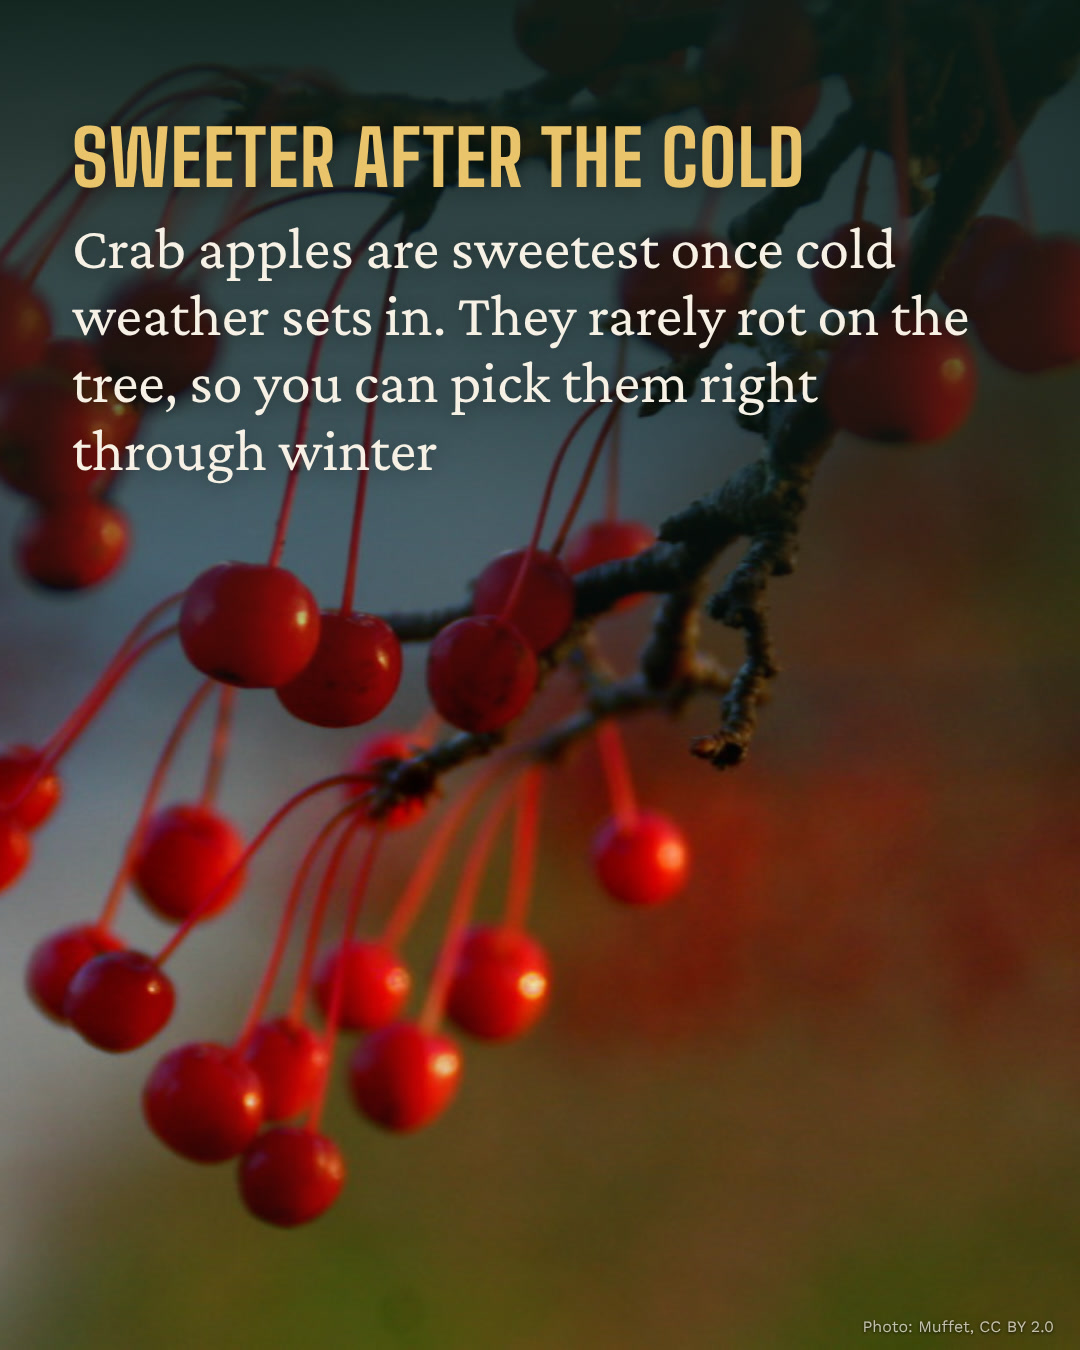 SWEETER AFTER THE COLD
Crab apples are sweetest once cold
weather sets in. They rarely rot on the
tree, so you can pick them right
through winter
Photo: Muffet, CC BY 2.0